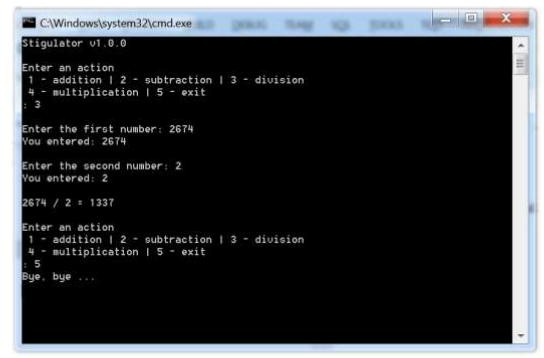 C:\Windows\system32\cmd.exe
Stigulator v1.0.0
Enter an action
1 - addition | 2 - subtraction | 3 - division
4 - multiplication | 5 - exit
: 3
Enter the first number: 2674
You entered: 2674
Enter the second number: 2
You entered: 2
2674 / 2 = 1337
Enter an action
1 - addition | 2 - subtraction | 3 - division
4 - multiplication | 5 - exit
: 5
Bye, bye ...